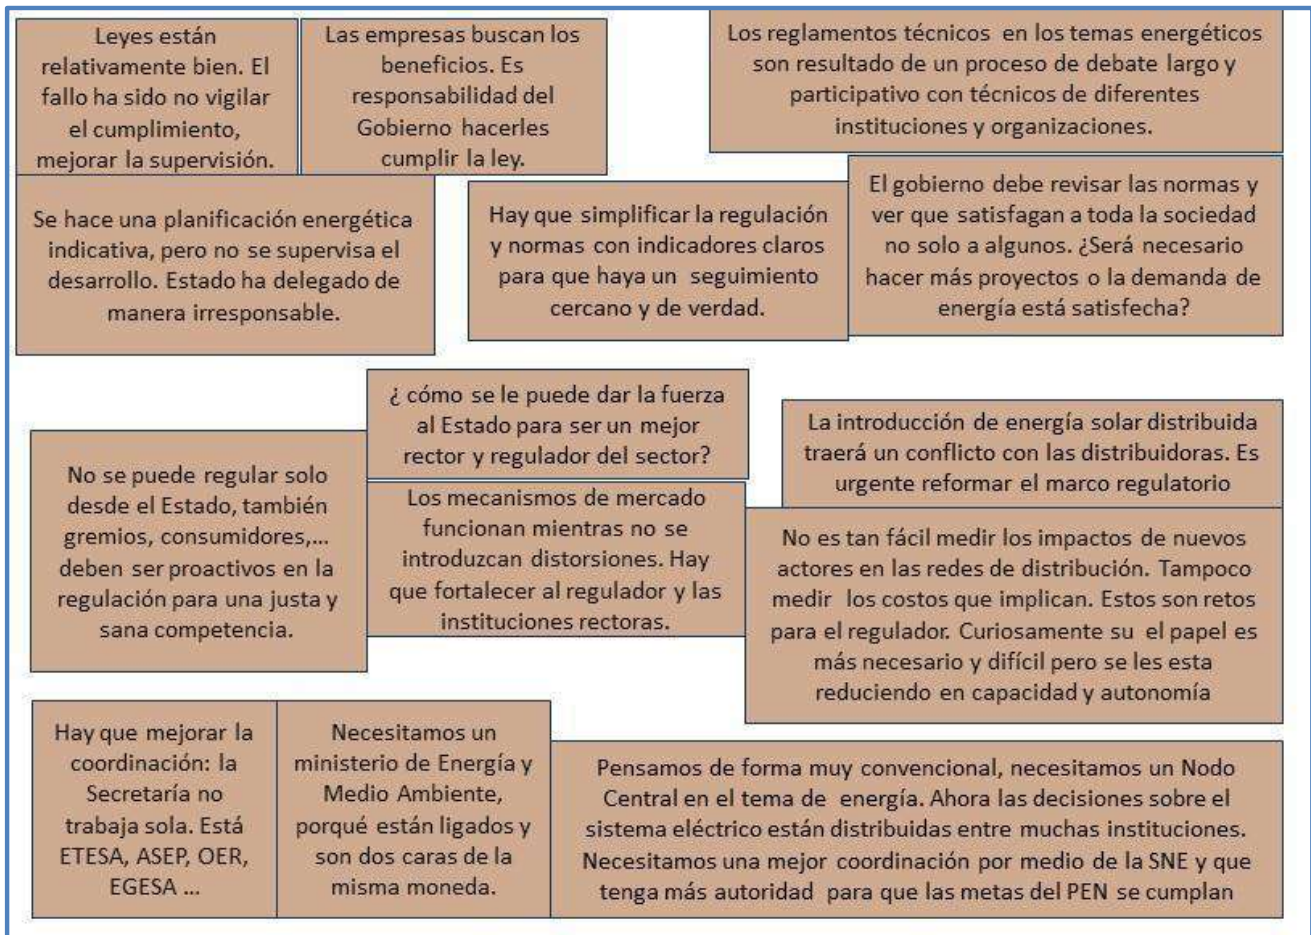 Leyes están
relativamente bien. El
fallo ha sido no vigilar
el cumplimiento,
mejorar la supervisión.
Las empresas buscan los
beneficios. Es
responsabilidad del
Gobierno hacerles
cumplir la ley.
Los reglamentos técnicos en los temas energéticos
son resultado de un proceso de debate largo y
participativo con técnicos de diferentes
instituciones y organizaciones.
Se hace una planificación energética
indicativa, pero no se supervisa el
desarrollo. Estado ha delegado de
manera irresponsable.
Hay que simplificar la regulación
y normas con indicadores claros
para que haya un seguimiento
cercano y de verdad.
El gobierno debe revisar las normas y
ver que satisfagan a toda la sociedad
no solo a algunos. ¿Será necesario
hacer más proyectos o la demanda de
energía está satisfecha?
¿ cómo se le puede dar la fuerza
al Estado para ser un mejor
rector y regulador del sector?
La introducción de energía solar distribuida
traerá un conflicto con las distribuidoras. Es
urgente reformar el marco regulatorio
No se puede regular solo
desde el Estado, también
gremios, consumidores,...
deben ser proactivos en la
regulación para una justa y
sana competencia.
Los mecanismos de mercado
funcionan mientras no se
introduzcan distorsiones. Hay
que fortalecer al regulador y las
instituciones rectoras.
No es tan fácil medir los impactos de nuevos
actores en las redes de distribución. Tampoco
medir los costos que implican. Estos son retos
para el regulador. Curiosamente su el papel es
más necesario y difícil pero se les esta
reduciendo en capacidad y autonomía
Hay que mejorar la
coordinación: la
Secretaría no
trabaja sola. Está
ETESA, ASEP, OER,
EGESA ...
Necesitamos un
ministerio de Energía y
Medio Ambiente,
porqué están ligados y
son dos caras de la
misma moneda.
Pensamos de forma muy convencional, necesitamos un Nodo
Central en el tema de energía. Ahora las decisiones sobre el
sistema eléctrico están distribuidas entre muchas instituciones.
Necesitamos una mejor coordinación por medio de la SNE y que
tenga más autoridad para que las metas del PEN se cumplan